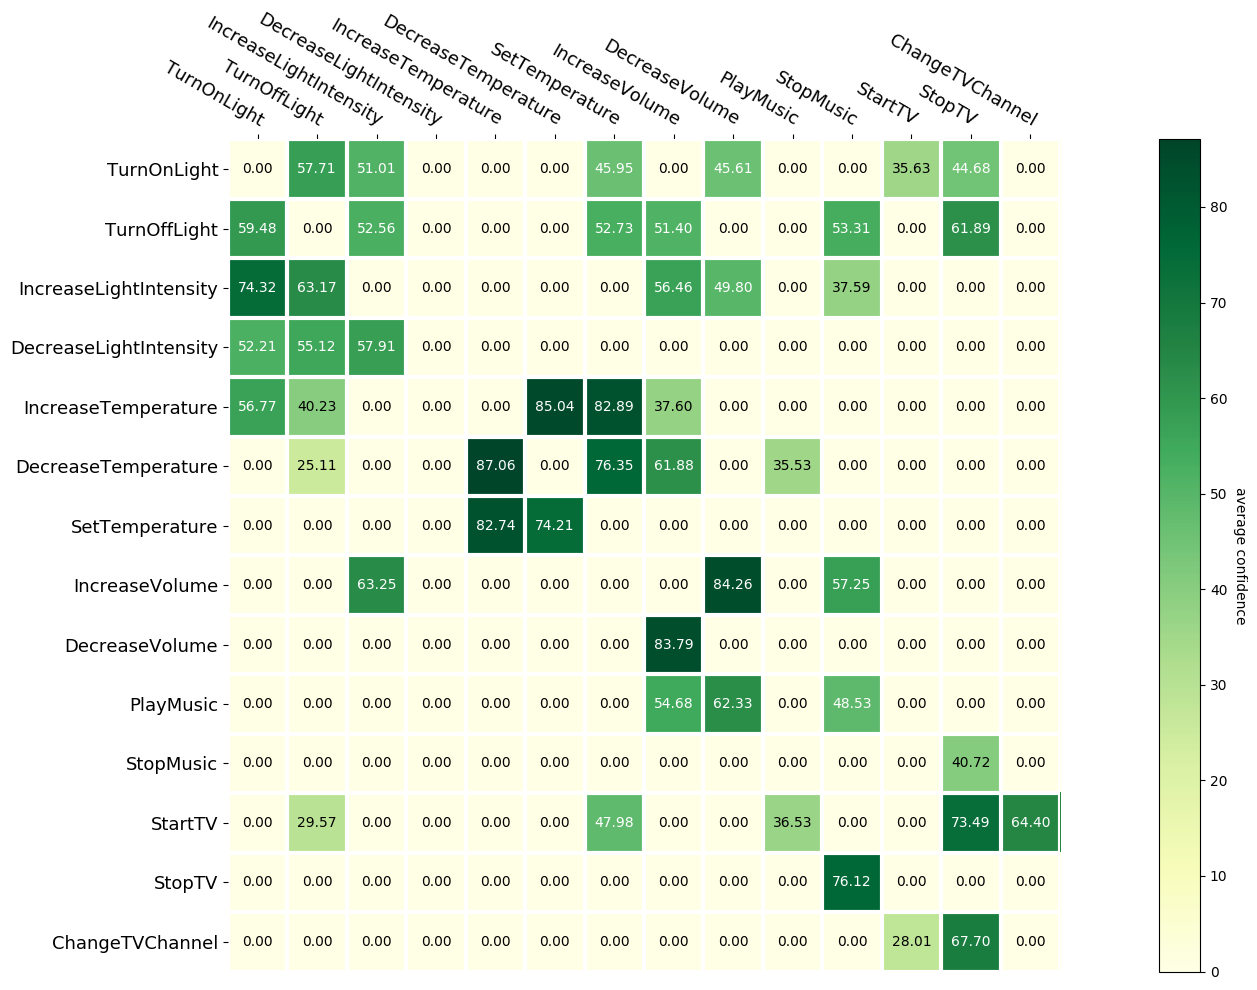 TurnOnLight
TurnOffLight
IncreaseLightIntensity
DecreaseLightIntensity
IncreaseTemperature
DecreaseTemperature
SetTemperature
IncreaseVolume
DecreaseVolume
PlayMusic
StopMusic
StartTV
StopTV
ChangeTVChannel
TurnOnLight 0.00 57.71 51.01 0.00 0.00 0.00 45.95 0.00 45.61 0.00 0.00 35.63 44.68 0.00
TurnOffLight 59.48 0.00 52.56 0.00 0.00 0.00 52.73 51.40 0.00 0.00 53.31 0.00 61.89 0.00
IncreaseLightIntensity 74.32 63.17 0.00 0.00 0.00 0.00 0.00 56.46 49.80 0.00 37.59 0.00 0.00 0.00
DecreaseLightIntensity 52.21 55.12 57.91 0.00 0.00 0.00 0.00 0.00 0.00 0.00 0.00 0.00 0.00 0.00
IncreaseTemperature 56.77 40.23 0.00 0.00 0.00 85.04 82.89 37.60 0.00 0.00 0.00 0.00 0.00 0.00
DecreaseTemperature 0.00 25.11 0.00 0.00 87.06 0.00 76.35 61.88 0.00 35.53 0.00 0.00 0.00 0.00
SetTemperature 0.00 0.00 0.00 0.00 82.74 74.21 0.00 0.00 0.00 0.00 0.00 0.00 0.00 0.00
IncreaseVolume 0.00 0.00 63.25 0.00 0.00 0.00 0.00 0.00 84.26 0.00 57.25 0.00 0.00 0.00
DecreaseVolume 0.00 0.00 0.00 0.00 0.00 0.00 0.00 83.79 0.00 0.00 0.00 0.00 0.00 0.00
PlayMusic 0.00 0.00 0.00 0.00 0.00 0.00 0.00 54.68 62.33 0.00 48.53 0.00 0.00 0.00
StopMusic 0.00 0.00 0.00 0.00 0.00 0.00 0.00 0.00 0.00 0.00 0.00 0.00 40.72 0.00
StartTV 0.00 29.57 0.00 0.00 0.00 0.00 47.98 0.00 0.00 36.53 0.00 0.00 73.49 64.40
StopTV 0.00 0.00 0.00 0.00 0.00 0.00 0.00 0.00 0.00 0.00 76.12 0.00 0.00 0.00
ChangeTVChannel 0.00 0.00 0.00 0.00 0.00 0.00 0.00 0.00 0.00 0.00 0.00 28.01 67.70 0.00
80
70
60
50
40
30
20
10
0
average confidence